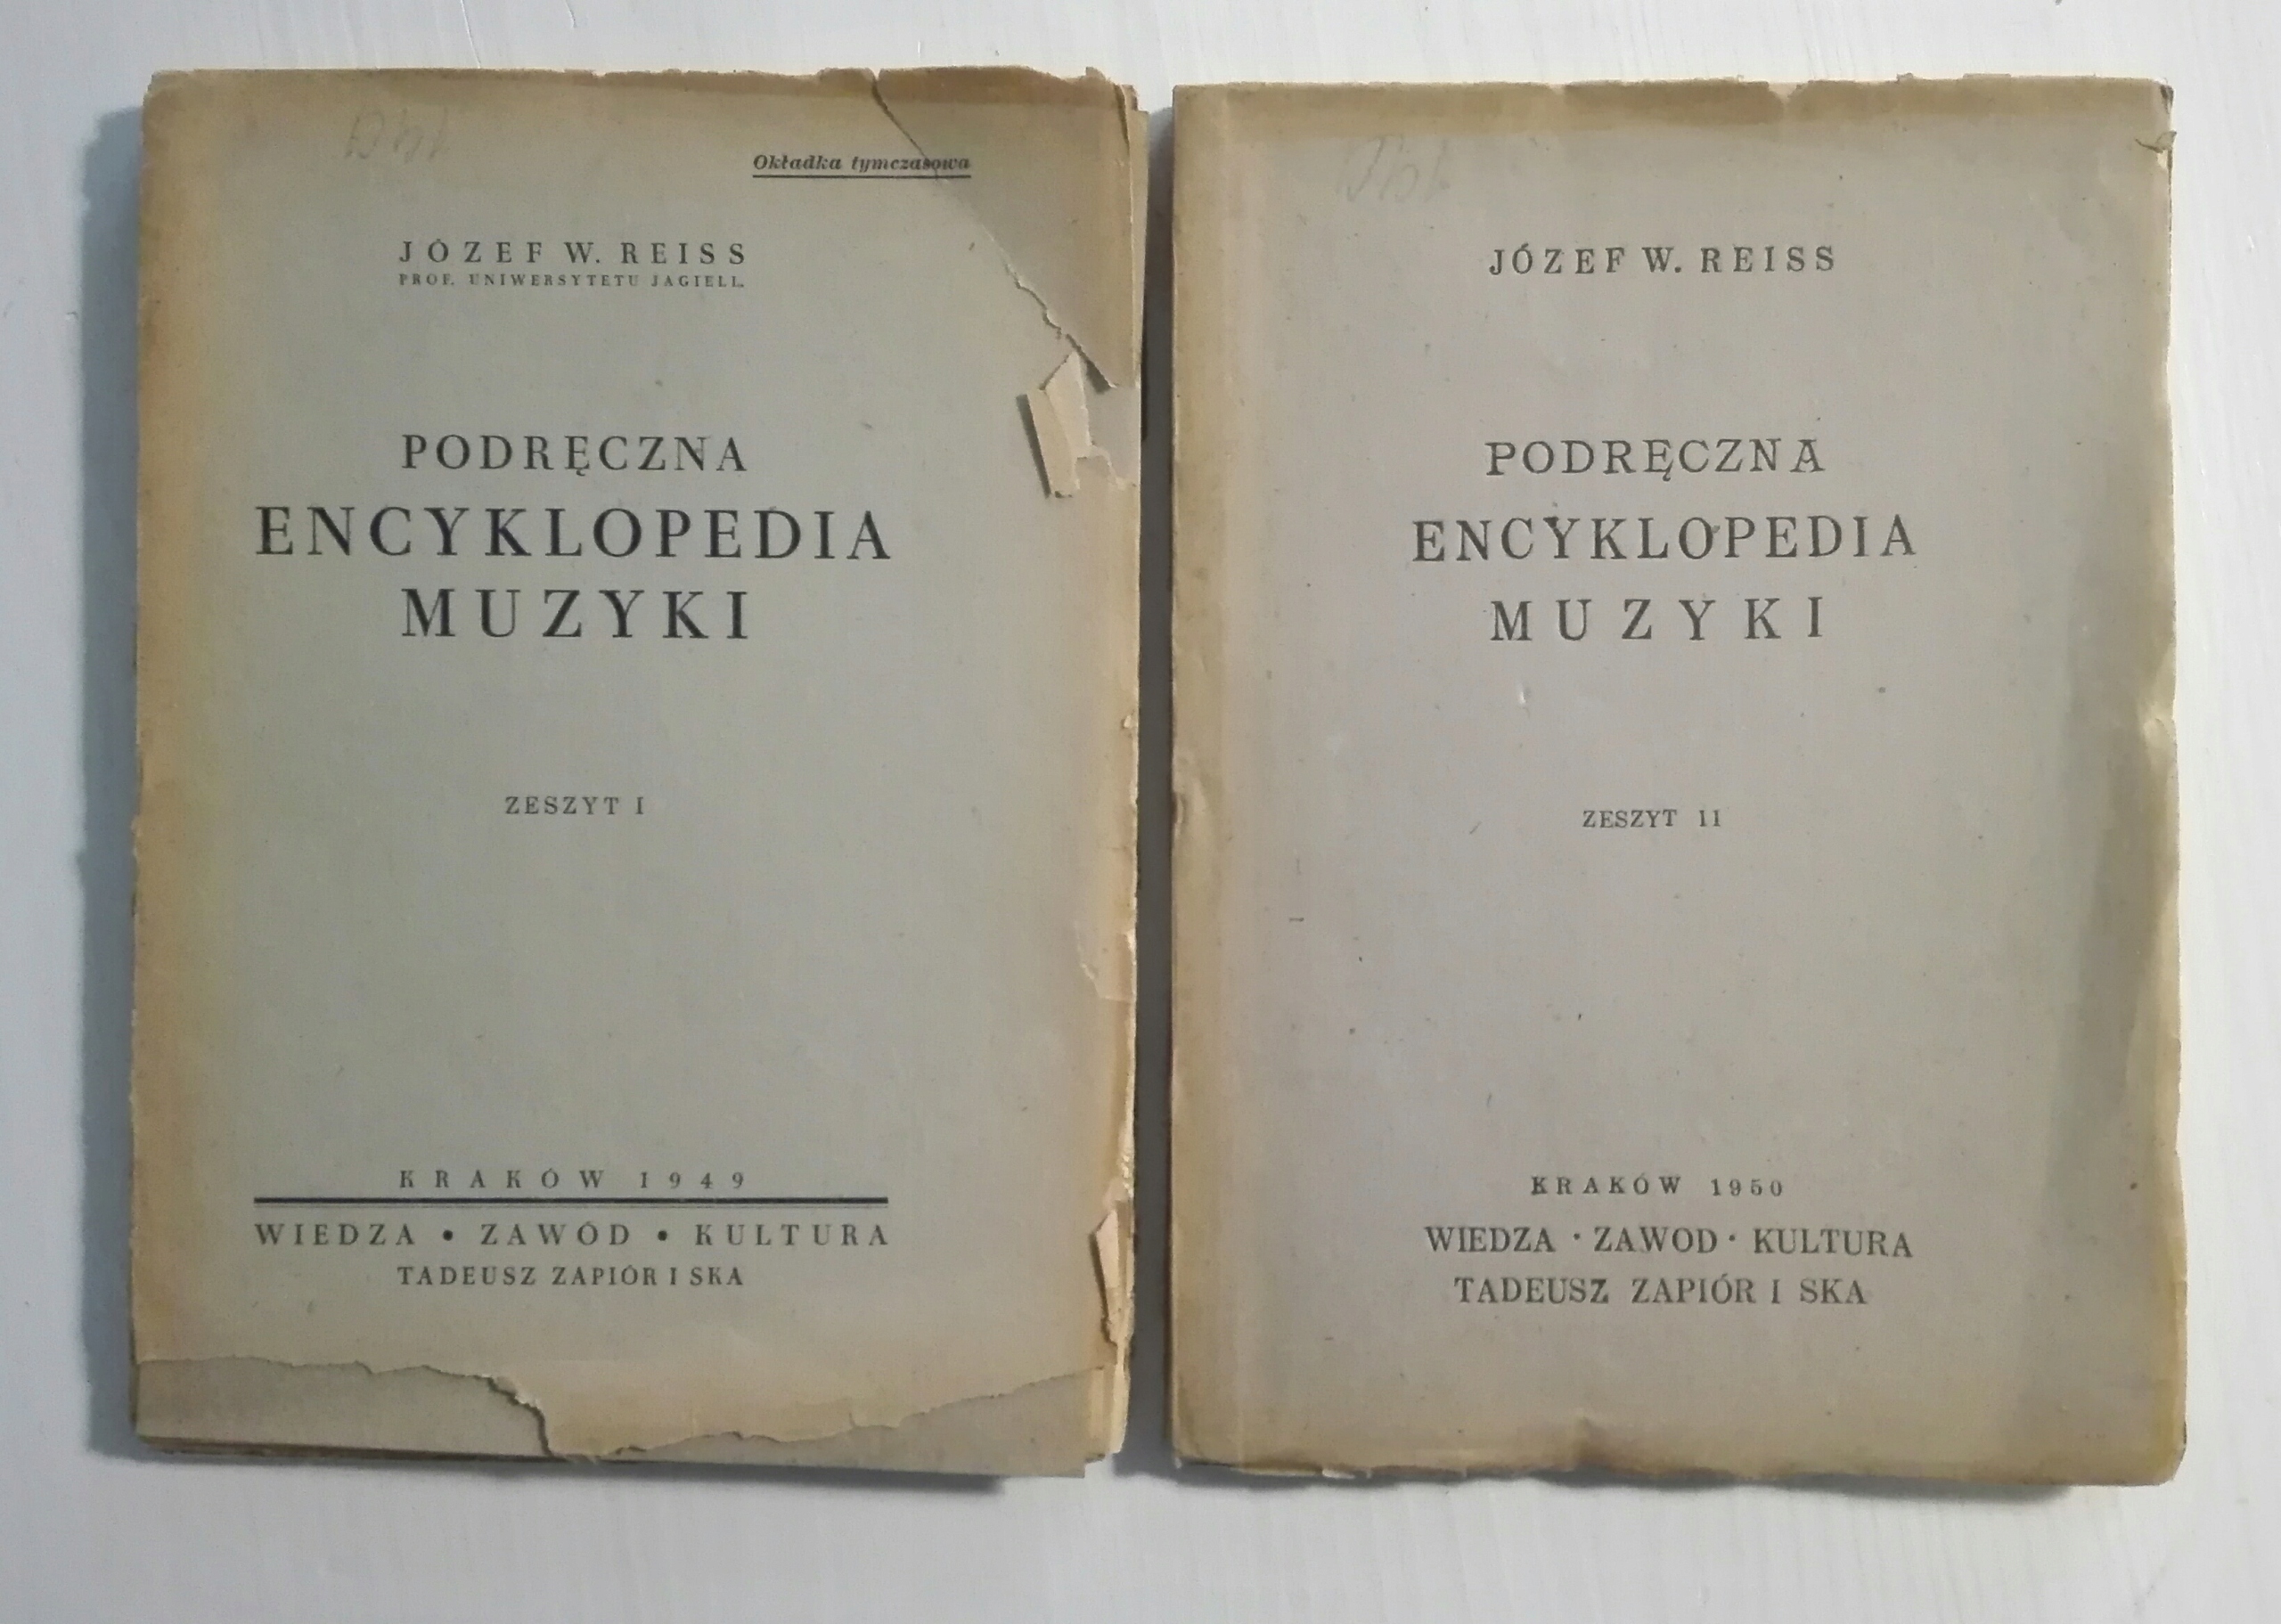 Okładka tymczasowa
JÓZEF W. REISS
PROF. UNIWERSYTETU JAGIELL.
PODRĘCZNA
ENCYKLOPEDIA
MUZYKI
ZESZYT I
KRAKÓW 1949
WIEDZA • ZAWÓD • KULTURA
TADEUSZ ZAPIÓR I SKA
JÓZEF W. REISS
PODRĘCZNA
ENCYKLOPEDIA
MUZYKI
ZESZYT II
KRAKÓW 1950
WIEDZA · ZAWOD · KULTURA
TADEUSZ ZAPIÓR I SKA